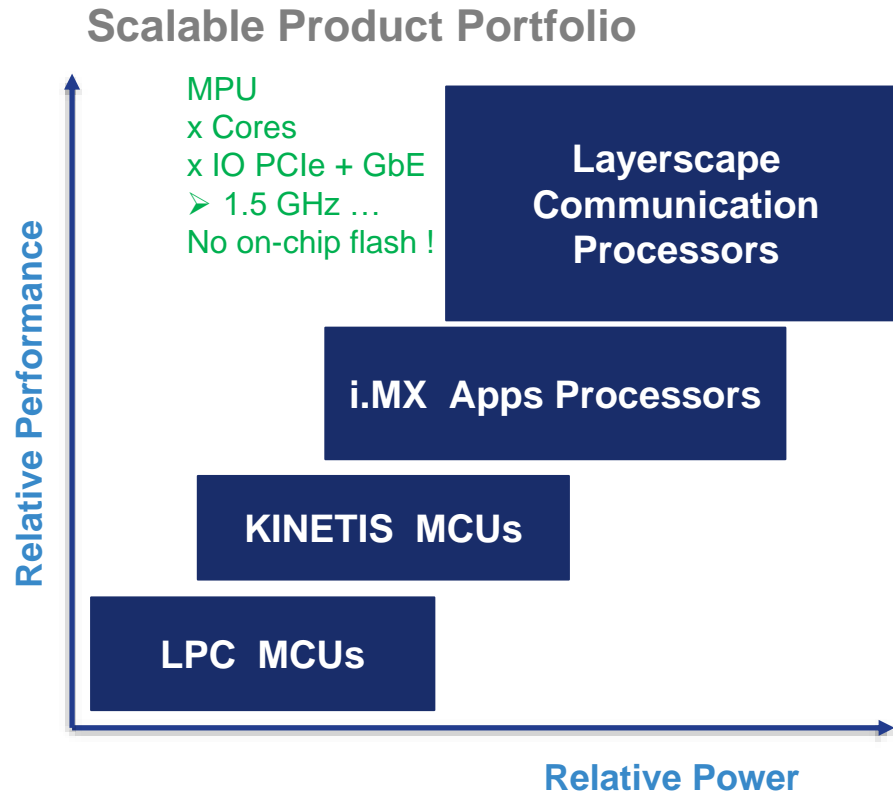 Scalable Product Portfolio
MPU
x Cores
x IO PCIe + GbE
➢ 1.5 GHz …
No on-chip flash !
Layerscape
Communication
Processors
i.MX Apps Processors
KINETIS MCUs
LPC MCUs
Relative Performance
Relative Power